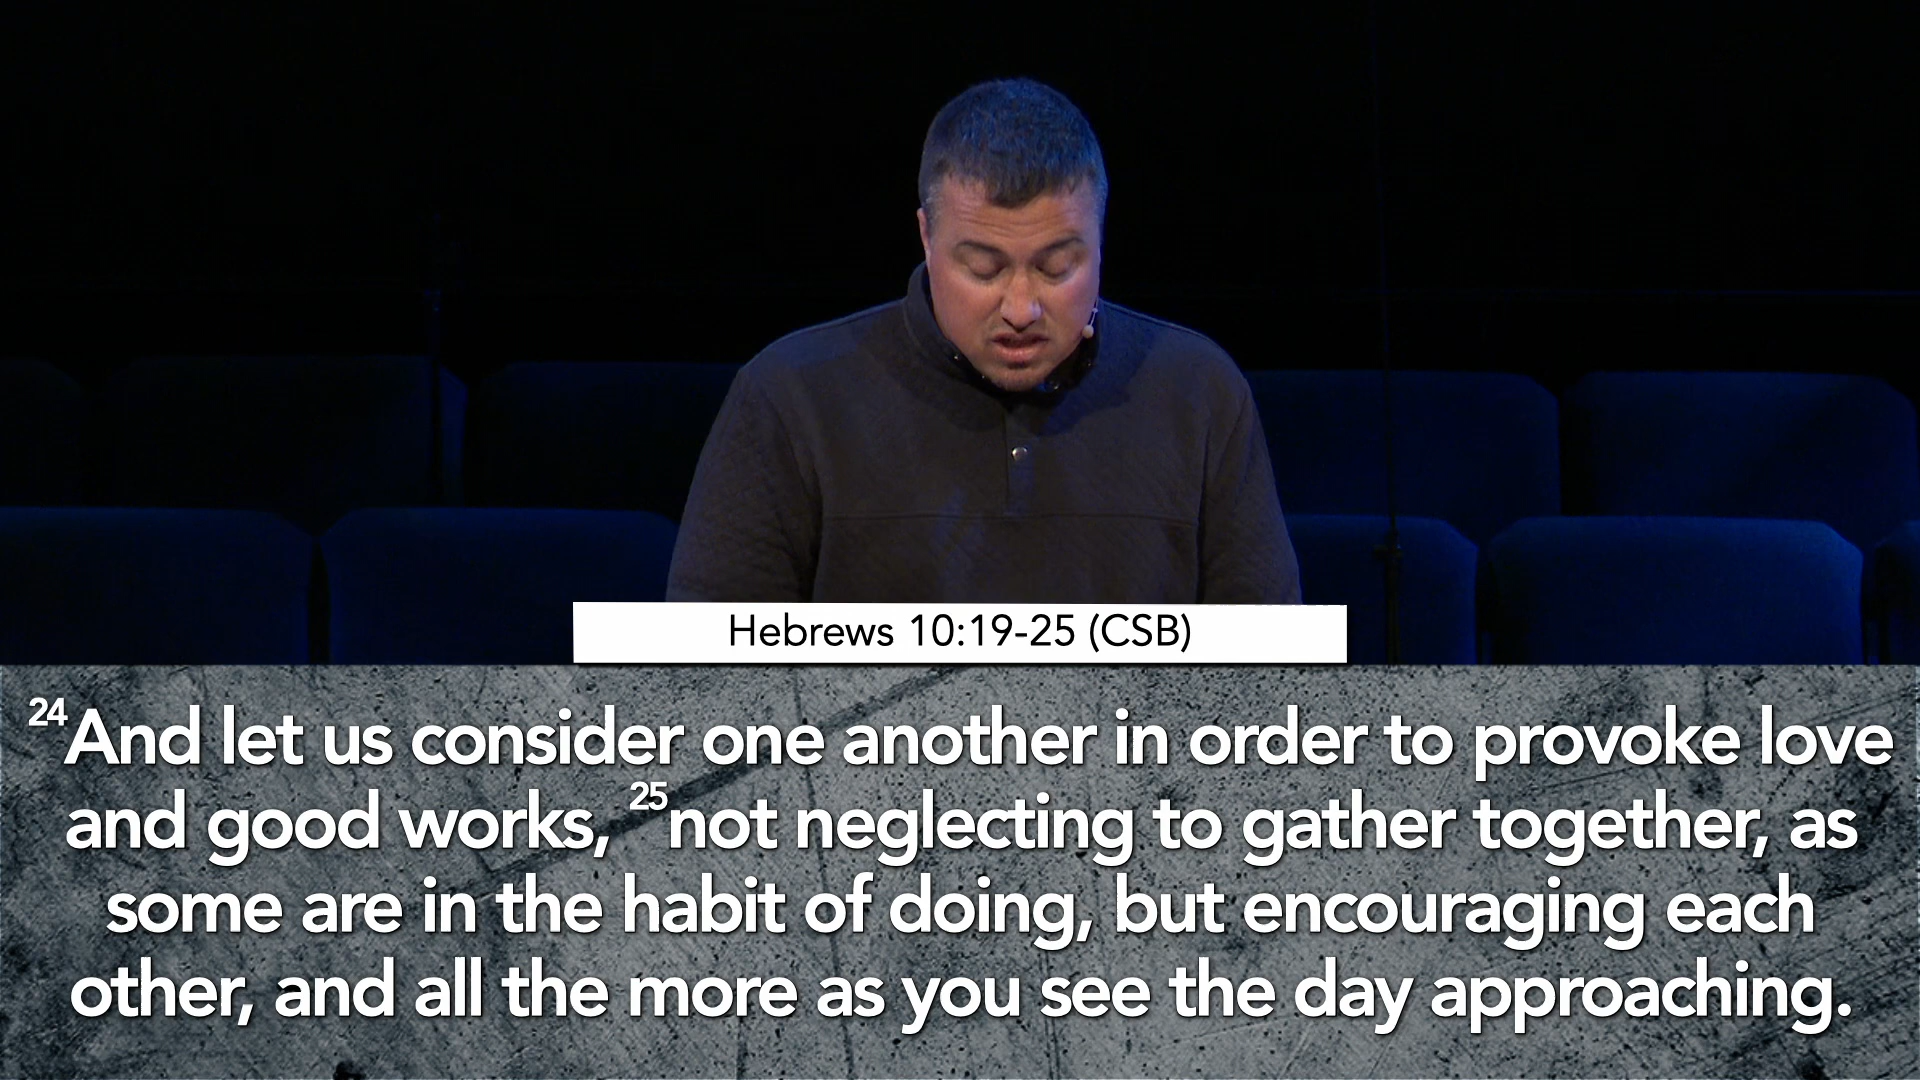 Hebrews 10:19-25 (CSB)
24And let us consider one another in order to provoke love
and good works, 25not neglecting to gather together, as
some are in the habit of doing, but encouraging each
other, and all the more as you see the day approaching.